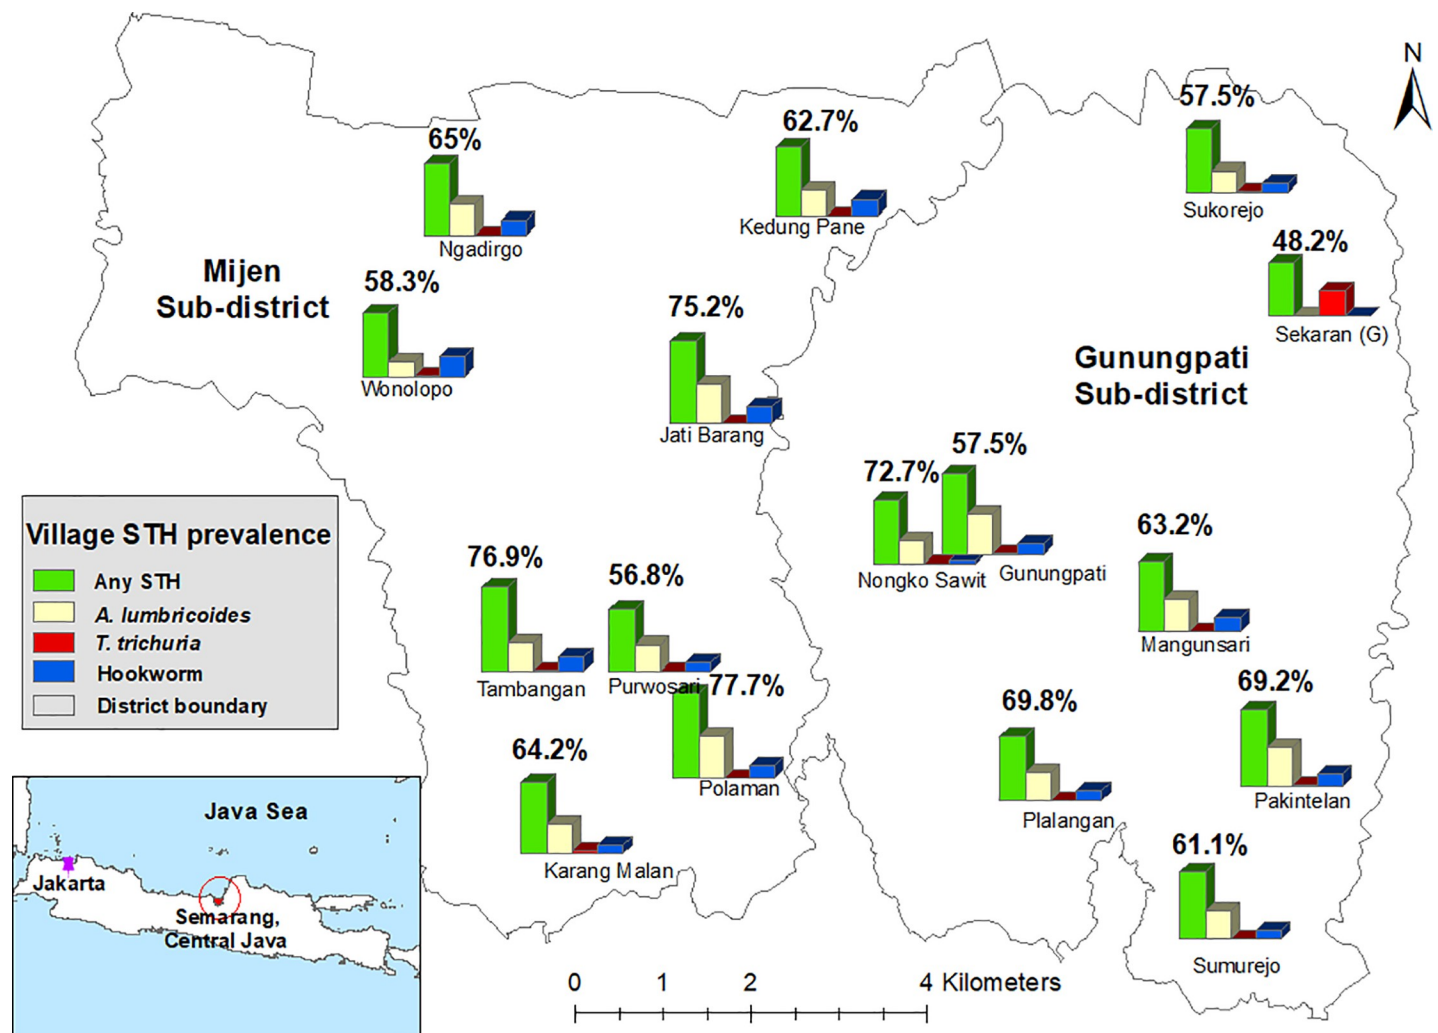 N
57.5%
Sukorejo
65%
Ngadirgo
62.7%
Kedung Pane
48.2%
Sekaran (G)
Mijen
Sub-district
58.3%
Wonolopo
75.2%
Jati Barang
Gunungpati
Sub-district
72.7%
Nongko Sawit
57.5%
Gunungpati
63.2%
Mangunsari
Village STH prevalence
Any STH
A. lumbricoides
T. trichuria
Hookworm
District boundary
76.9%
Tambangan
56.8%
Purwosari
77.7%
Polaman
64.2%
Karang Malan
69.8%
Plalangan
69.2%
Pakintelan
61.1%
Sumurejo
Java Sea
Jakarta
Semarang,
Central Java
0 1 2 4 Kilometers